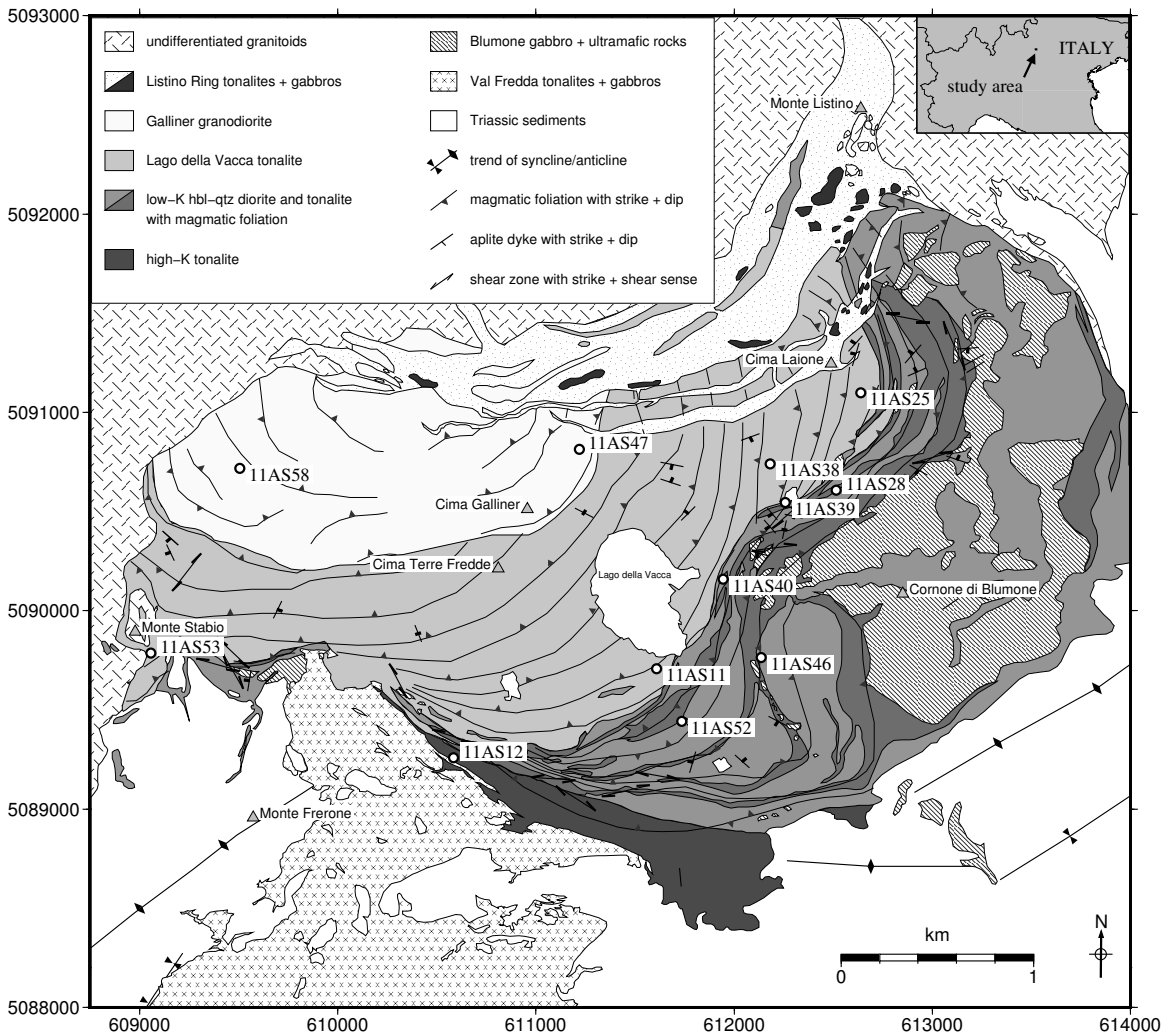 5093000
5092000
5091000
5090000
5089000
5088000
609000
610000
611000
612000
613000
614000
undifferentiated granitoids
Listino Ring tonalites + gabbros
Galliner granodiorite
Lago della Vacca tonalite
low−K hbl−qtz diorite and tonalite
with magmatic foliation
high−K tonalite
Blumone gabbro + ultramafic rocks
Val Fredda tonalites + gabbros
Triassic sediments
trend of syncline/anticline
magmatic foliation with strike + dip
aplite dyke with strike + dip
shear zone with strike + shear sense
ITALY
study area
Monte Listino
Cima Laione
11AS25
11AS47
11AS38
11AS58
11AS28
11AS39
Cima Galliner
Cima Terre Fredde
Lago della Vacca
11AS40
Cornone di Blumone
Monte Stabio
11AS53
11AS46
11AS11
11AS52
11AS12
Monte Frerone
km
0
1
N